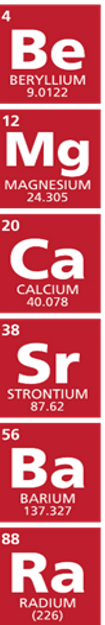 4
Be
BERYLLIUM
9.0122
12
Mg
MAGNESIUM
24.305
20
Ca
CALCIUM
40.078
38
Sr
STRONTIUM
87.62
56
Ba
BARIUM
137.327
88
Ra
RADIUM
(226)